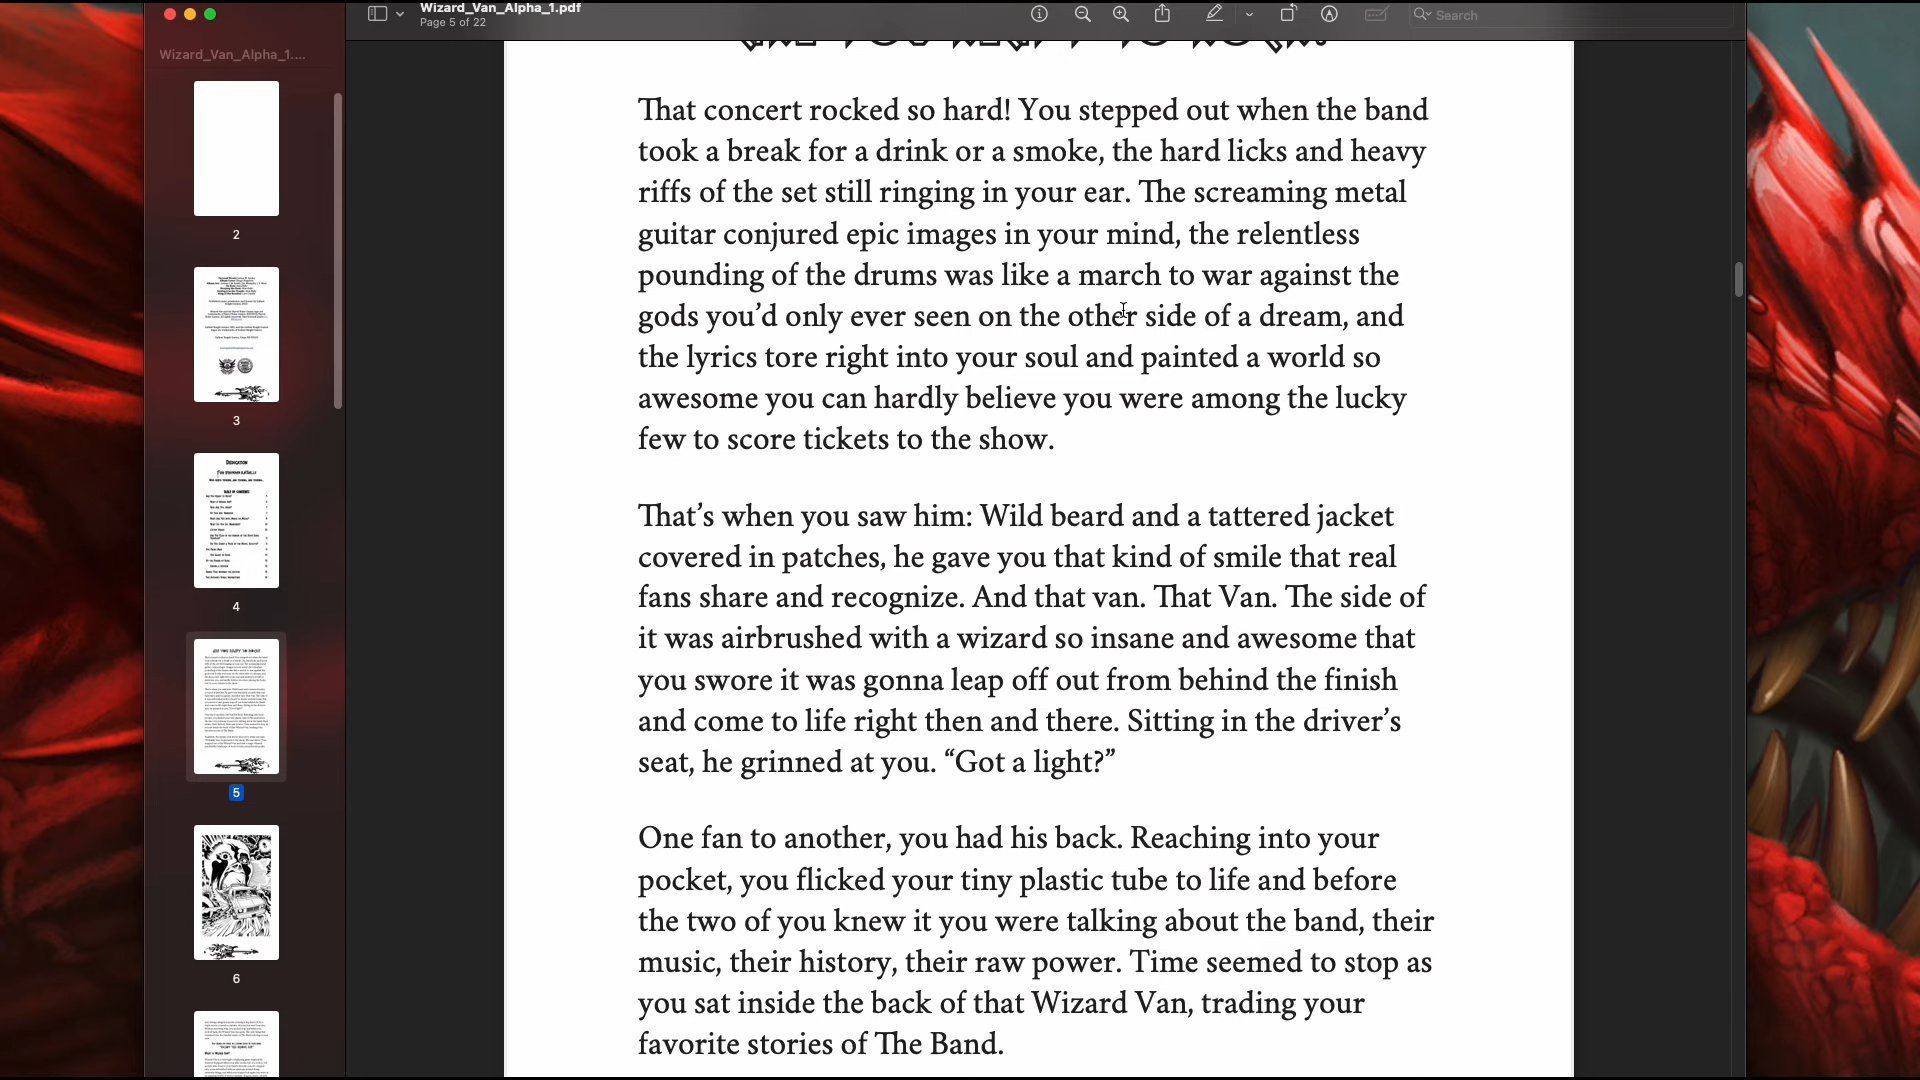 Wizard_Van_Alpha_1.pdf
Page 5 of 22
Search
Wizard_Van_Alpha_1....
2
3
DEDICATION
TABLE OF CONTENTS
4
ARE YOU READY TO ROCK?
5
6
That concert rocked so hard! You stepped out when the band
took a break for a drink or a smoke, the hard licks and heavy
riffs of the set still ringing in your ear. The screaming metal
guitar conjured epic images in your mind, the relentless
pounding of the drums was like a march to war against the
gods you’d only ever seen on the other side of a dream, and
the lyrics tore right into your soul and painted a world so
awesome you can hardly believe you were among the lucky
few to score tickets to the show.
That’s when you saw him: Wild beard and a tattered jacket
covered in patches, he gave you that kind of smile that real
fans share and recognize. And that van. That Van. The side of
it was airbrushed with a wizard so insane and awesome that
you swore it was gonna leap off out from behind the finish
and come to life right then and there. Sitting in the driver’s
seat, he grinned at you. “Got a light?”
One fan to another, you had his back. Reaching into your
pocket, you flicked your tiny plastic tube to life and before
the two of you knew it you were talking about the band, their
music, their history, their raw power. Time seemed to stop as
you sat inside the back of that Wizard Van, trading your
favorite stories of The Band.